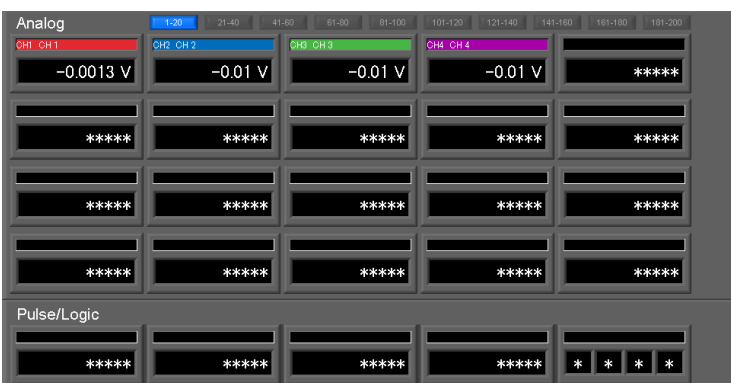 Analog 1-20 21-40 41-60 61-80 81-100 101-120 121-140 141-160 161-180 181-200
CH1 CH 1 CH2 CH 2 CH3 CH 3 CH4 CH 4
-0.0013 V -0.01 V -0.01 V -0.01 V *****
***** ***** ***** ***** *****
***** ***** ***** ***** *****
***** ***** ***** ***** *****
Pulse/Logic
***** ***** ***** ***** * * * *